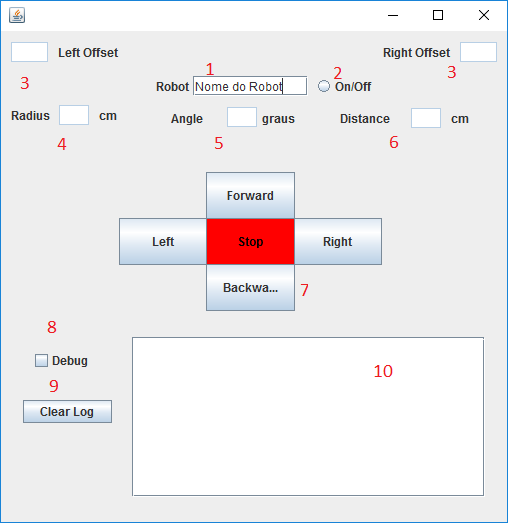 Left Offset Right Offset
3 1 2 3
Robot Nome do Robot On/Off
Radius cm Angle graus Distance cm
4 5 6
Forward
Left Stop Right
Backwa... 7
8
Debug
9 10
Clear Log